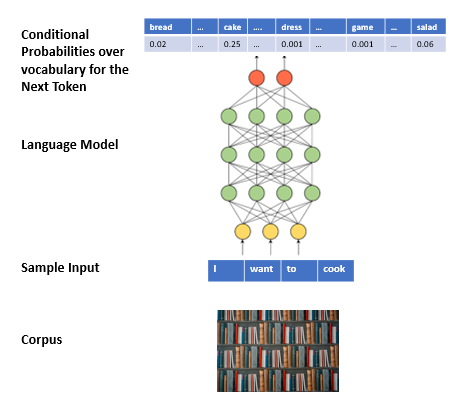 bread … cake …. dress … game … salad
0.02 … 0.25 … 0.001 … 0.001 … 0.06
Conditional
Probabilities over
vocabulary for the
Next Token
Language Model
Sample Input
I want to cook
Corpus